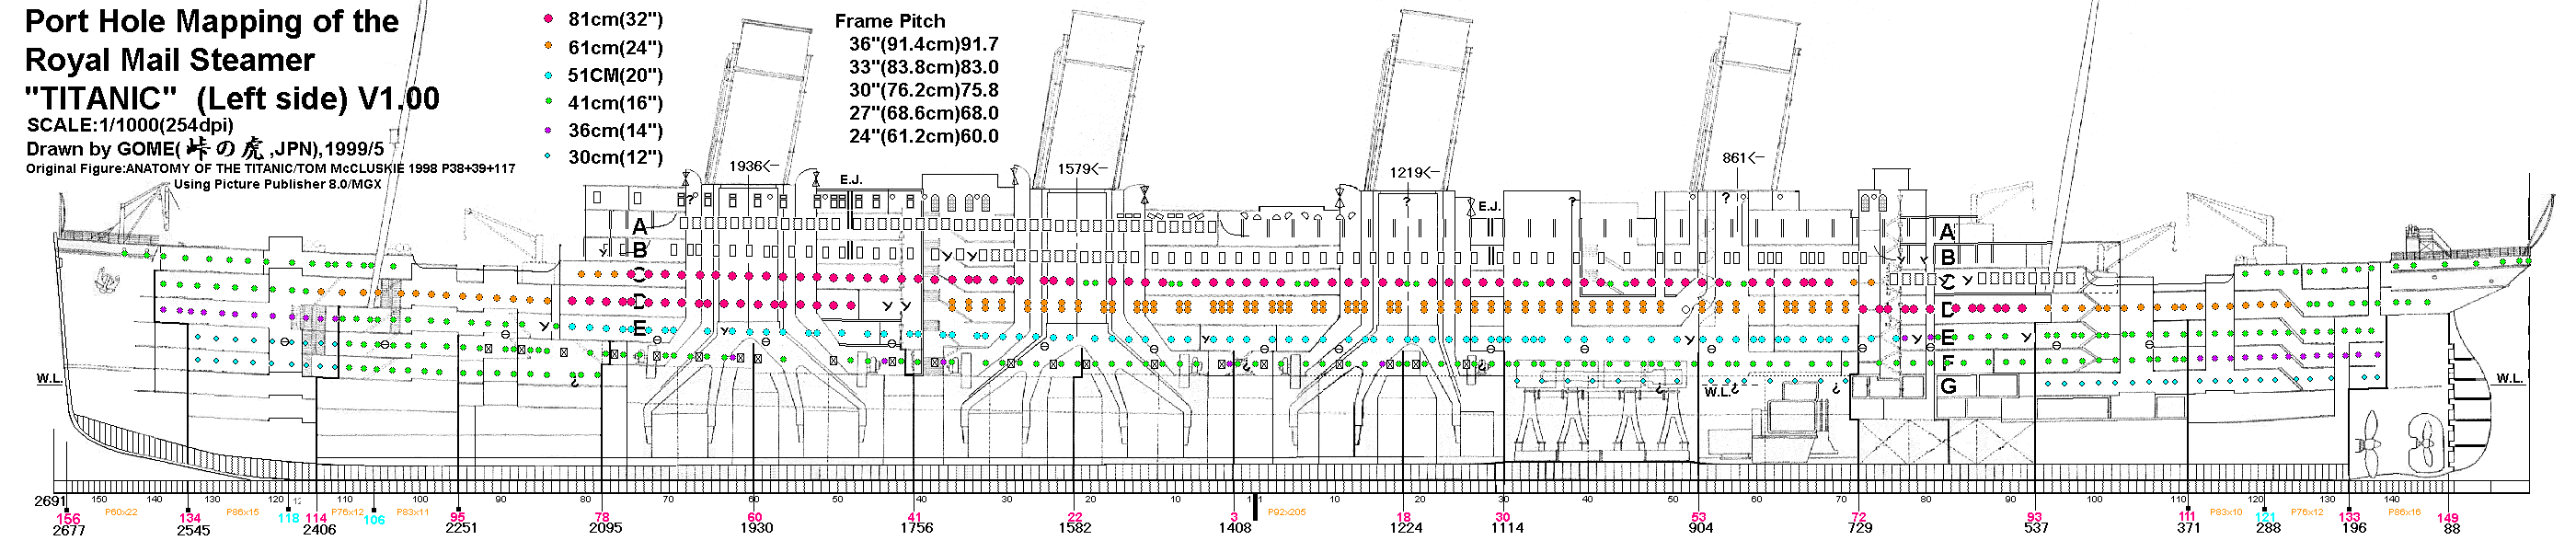 Port Hole Mapping of the
Royal Mail Steamer
"TITANIC" (Left side) V1.00
SCALE:1/1000(254dpi)
Drawn by GOME(峠の虎,JPN),1999/5
Original Figure:ANATOMY OF THE TITANIC/TOM McCLUSKIE 1998 P38+39+117
Using Picture Publisher 8.0/MGX
81cm(32")
61cm(24")
51CM(20")
41cm(16")
36cm(14")
30cm(12")
Frame Pitch
36"(91.4cm)91.7
33"(83.8cm)83.0
30"(76.2cm)75.8
27"(68.6cm)68.0
24"(61.2cm)60.0
1936
1579
1219
861
E.J.
E.J.
?
?
?
?
A
B
C
D
E
A
B
C
D
E
F
G
W.L.
W.L.
W.L.
2691 150 140 130 120 12 110 100 90 80 70 60 50 40 30 20 10 1 1 10 20 30 40 50 60 70 80 90 100 110 120 130 140
P60x22 P86x15 P76x12 P83x11 P92x205 P83x10 P76x12 P86x16
156 134 118 114 106 95 78 60 41 22 3 18 30 53 72 93 111 121 133 149
2677 2545 2406 2251 2095 1930 1756 1582 1408 1224 1114 904 729 537 371 288 196 88